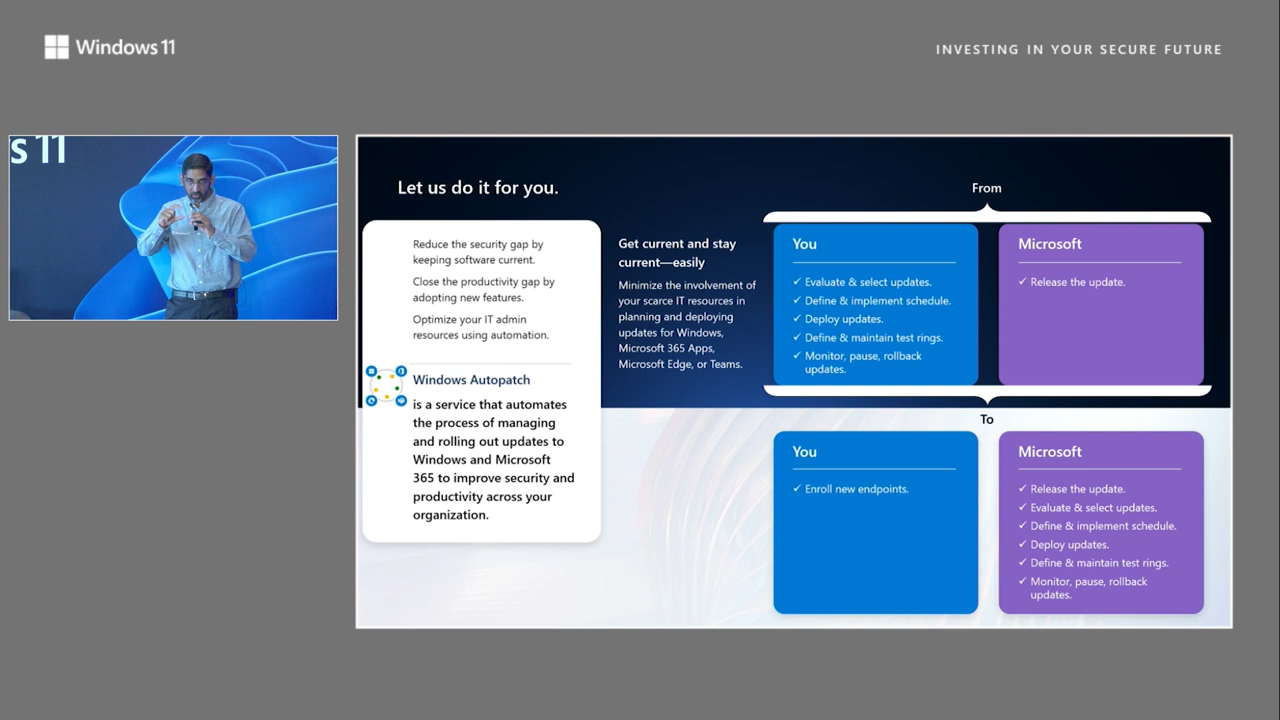 Windows 11
INVESTING IN YOUR SECURE FUTURE
s 11
Let us do it for you.
Reduce the security gap by
keeping software current.
Close the productivity gap by
adopting new features.
Optimize your IT admin
resources using automation.
Windows Autopatch
is a service that automates
the process of managing
and rolling out updates to
Windows and Microsoft
365 to improve security and
productivity across your
organization.
Get current and stay
current—easily
Minimize the involvement of
your scarce IT resources in
planning and deploying
updates for Windows,
Microsoft 365 Apps,
Microsoft Edge, or Teams.
From
You
✓ Evaluate & select updates.
✓ Define & implement schedule.
✓ Deploy updates.
✓ Define & maintain test rings.
✓ Monitor, pause, rollback
updates.
Microsoft
✓ Release the update.
To
You
✓ Enroll new endpoints.
Microsoft
✓ Release the update.
✓ Evaluate & select updates.
✓ Define & implement schedule.
✓ Deploy updates.
✓ Define & maintain test rings.
✓ Monitor, pause, rollback
updates.